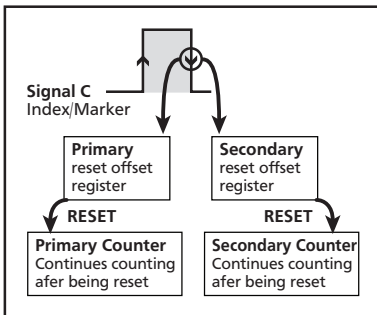 Signal C
Index/Marker
Primary
reset offset
register
Secondary
reset offset
register
RESET
RESET
Primary Counter
Continues counting
afer being reset
Secondary Counter
Continues counting
afer being reset